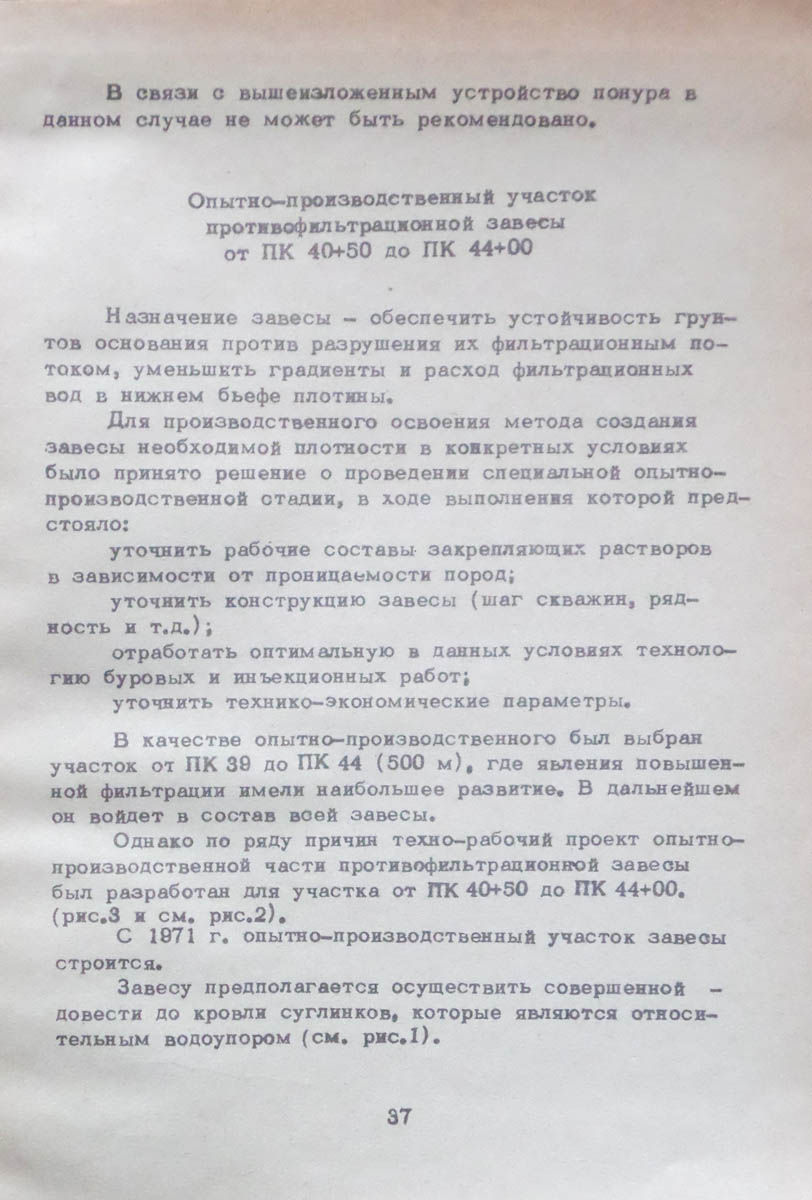 В связи с вышеизложенным устройство понура в
данном случае не может быть рекомендовано.
Опытно-производственный участок
противофильтрационной завесы
от ПК 40+50 до ПК 44+00
Назначение завесы - обеспечить устойчивость грун-
тов основания против разрушения их фильтрационным по-
током, уменьшить градиенты и расход фильтрационных
вод в нижнем бьефе плотины.
Для производственного освоения метода создания
завесы необходимой плотности в конкретных условиях
было принято решение о проведении специальной опытно-
производственной стадии, в ходе выполнения которой пред-
стояло:
уточнить рабочие составы закрепляющих растворов
в зависимости от проницаемости пород;
уточнить конструкцию завесы (шаг скважин, ряд-
ность и т.д.);
отработать оптимальную в данных условиях техноло-
гию буровых и инъекционных работ;
уточнить технико-экономические параметры.
В качестве опытно-производственного был выбран
участок от ПК 39 до ПК 44 (500 м), где явления повышен-
ной фильтрации имели наибольшее развитие. В дальнейшем
он войдет в состав всей завесы.
Однако по ряду причин техно-рабочий проект опытно-
производственной части противофильтрационной завесы
был разработан для участка от ПК 40+50 до ПК 44+00.
(рис.3 и см. рис.2).
С 1971 г. опытно-производственный участок завесы
строится.
Завесу предполагается осуществить совершенной -
довести до кровли суглинков, которые являются относи-
тельным водоупором (см. рис.1).
37